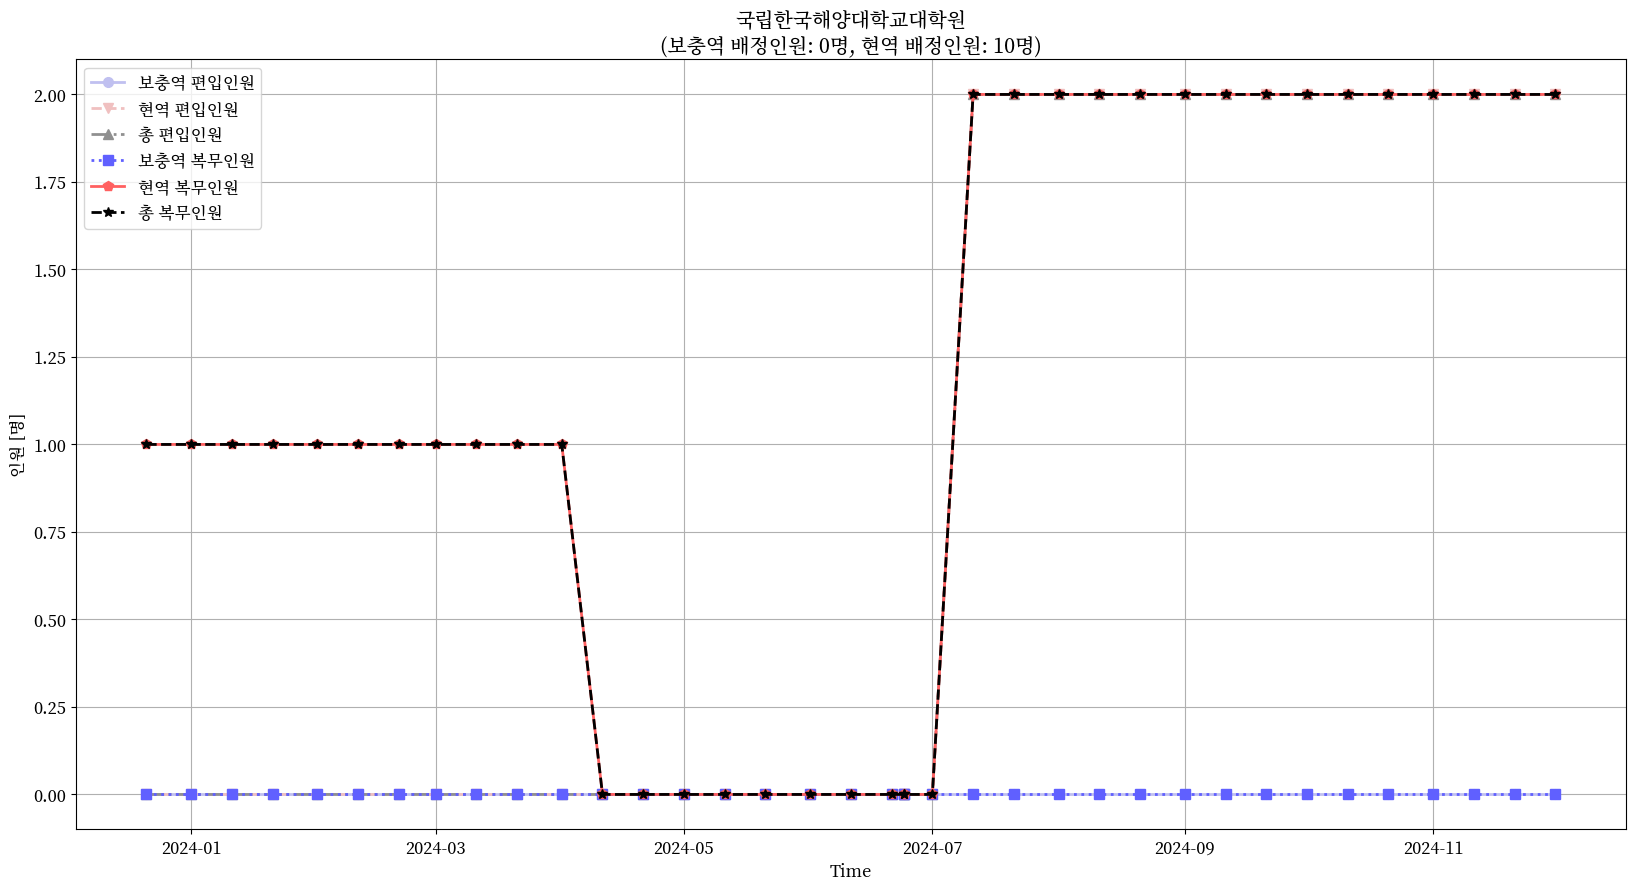 국립한국해양대학교대학원
(보충역 배정인원: 0명, 현역 배정인원: 10명)
보충역 편입인원
현역 편입인원
총 편입인원
보충역 복무인원
현역 복무인원
총 복무인원
2.00
1.75
1.50
1.25
1.00
0.75
0.50
0.25
0.00
인원 [명]
2024-01
2024-03
2024-05
2024-07
2024-09
2024-11
Time